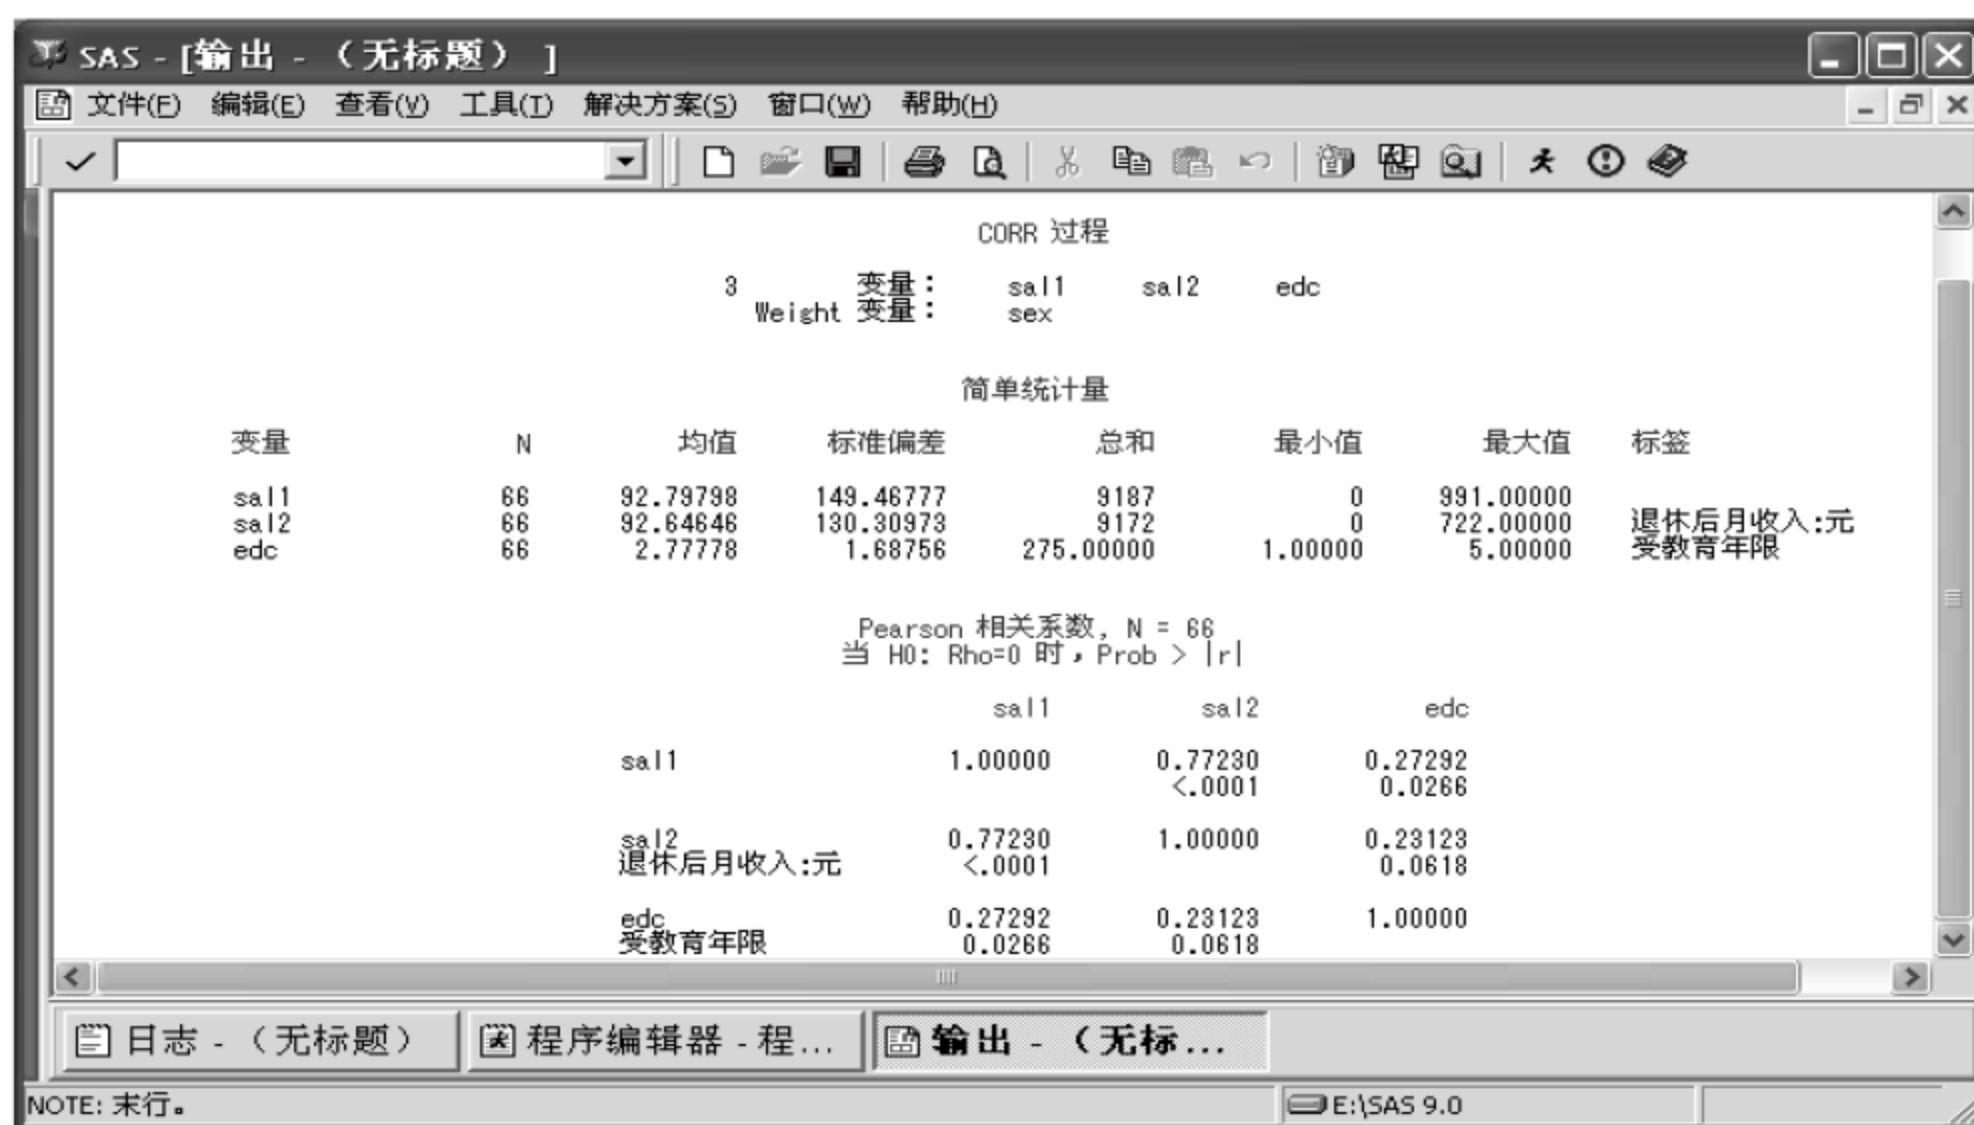 SAS - [输出 - （无标题） ]
文件(F) 编辑(E) 查看(V) 工具(T) 解决方案(S) 窗口(W) 帮助(H)
CORR 过程
3 变量： sal1 sal2 edc
Weight 变量： sex
简单统计量
变量 N 均值 标准偏差 总和 最小值 最大值 标签
sal1 66 92.79798 149.46777 9187 0 991.00000
sal2 66 92.64646 130.30973 9172 0 722.00000 退休后月收入:元
edc 66 2.77778 1.68756 275.00000 1.00000 5.00000 受教育年限
Pearson 相关系数, N = 66
当 H0: Rho=0 时，Prob > |r|
sal1 sal2 edc
sal1 1.00000 0.77230 0.27292
<.0001 0.0266
sal2 0.77230 1.00000 0.23123
退休后月收入:元 <.0001 0.0618
edc 0.27292 0.23123 1.00000
受教育年限 0.0266 0.0618
日志 - （无标题） 程序编辑器 - 程... 输出 - （无标...
NOTE: 末行。 E:\SAS 9.0